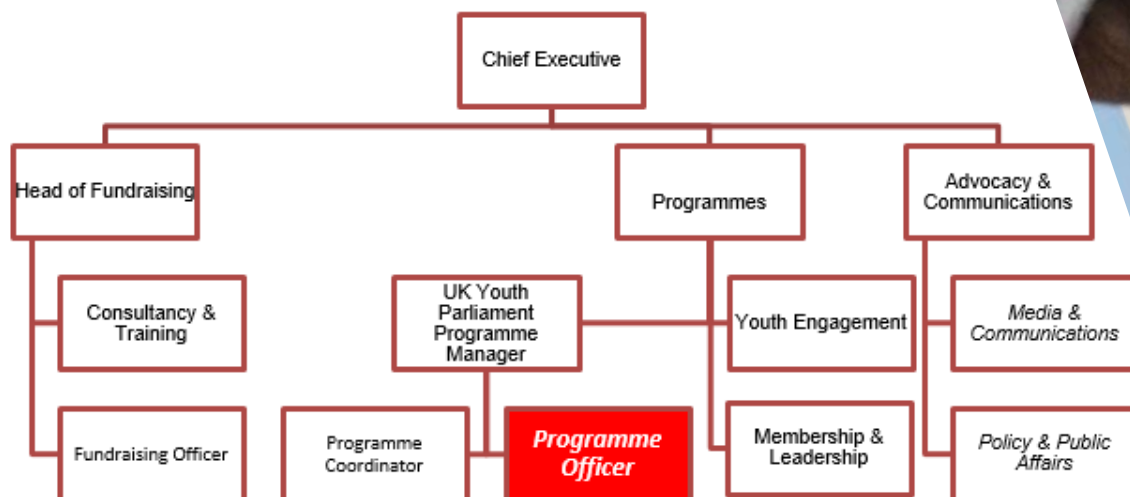 Chief Executive
Head of Fundraising
Programmes
Advocacy &
Communications
Consultancy &
Training
UK Youth
Parliament
Programme
Manager
Youth Engagement
Media &
Communications
Fundraising Officer
Programme
Coordinator
Programme
Officer
Membership &
Leadership
Policy & Public
Affairs